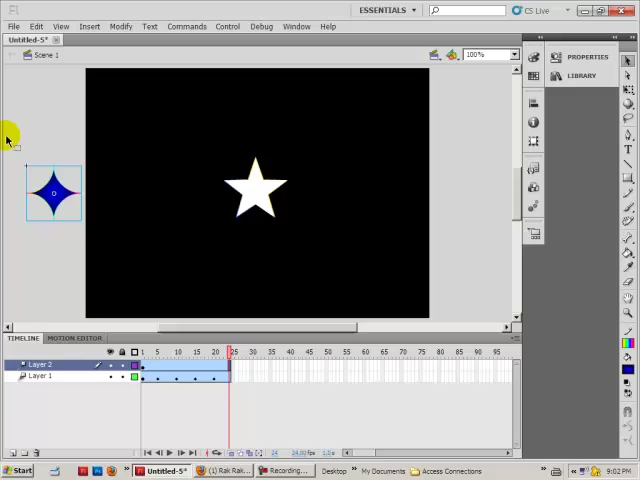 Fl
ESSENTIALS
CS Live
File Edit View Insert Modify Text Commands Control Debug Window Help
Untitled-5*
Scene 1
100%
PROPERTIES
LIBRARY
TIMELINE MOTION EDITOR
1 5 10 15 20 25 30 35 40 45 50 55 60 65 70 75 80 85 90 95
Layer 2
Layer 1
24
Start
Untitled-5*
(1) Rak Rak...
Recording...
Desktop
My Documents
Access Connections
9:02 PM